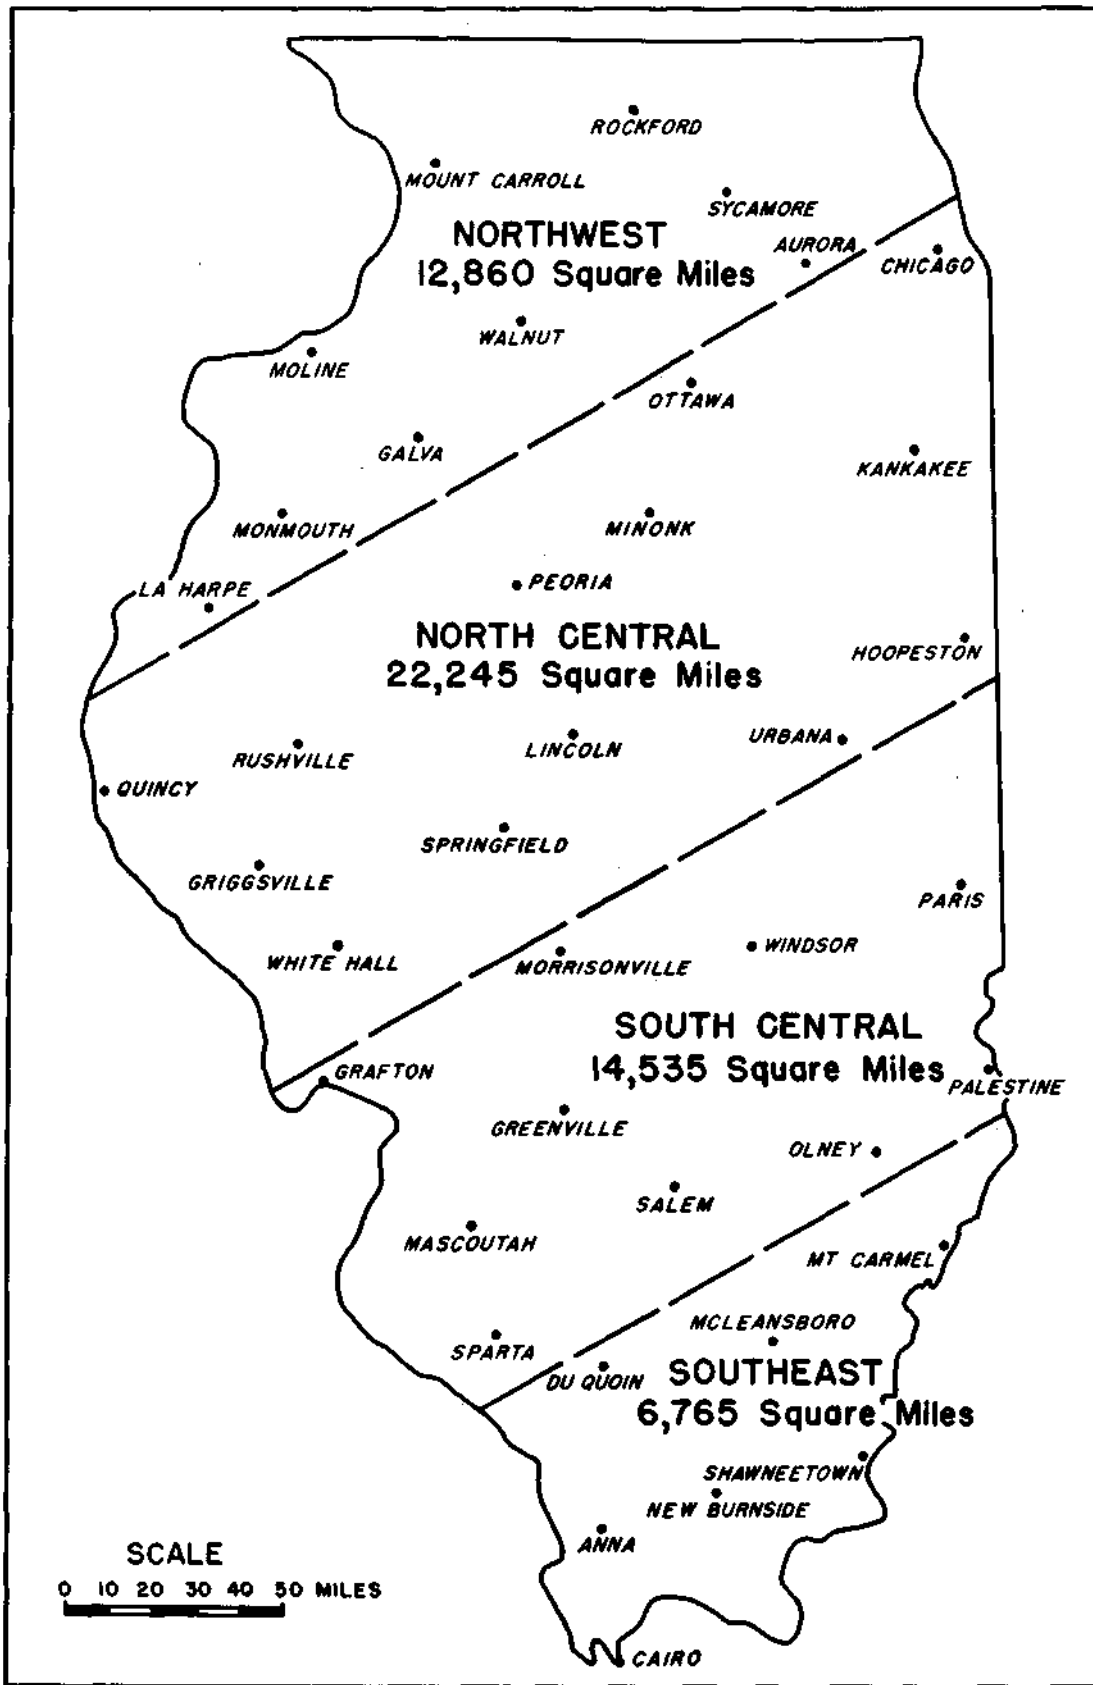 ROCKFORD
MOUNT CARROLL
SYCAMORE
NORTHWEST
12,860 Square Miles
AURORA
CHICAGO
WALNUT
MOLINE
OTTAWA
GALVA
KANKAKEE
MONMOUTH
MINONK
LA HARPE
PEORIA
NORTH CENTRAL
22,245 Square Miles
HOOPESTON
RUSHVILLE
LINCOLN
URBANA
QUINCY
SPRINGFIELD
GRIGGSVILLE
PARIS
WHITE HALL
MORRISONVILLE
WINDSOR
SOUTH CENTRAL
14,535 Square Miles
GRAFTON
PALESTINE
GREENVILLE
OLNEY
SALEM
MASCOUTAH
MT CARMEL
MCLEANSBORO
SPARTA
DU QUOIN
SOUTHEAST
6,765 Square Miles
SHAWNEETOWN
NEW BURNSIDE
ANNA
SCALE
0 10 20 30 40 50 MILES
CAIRO